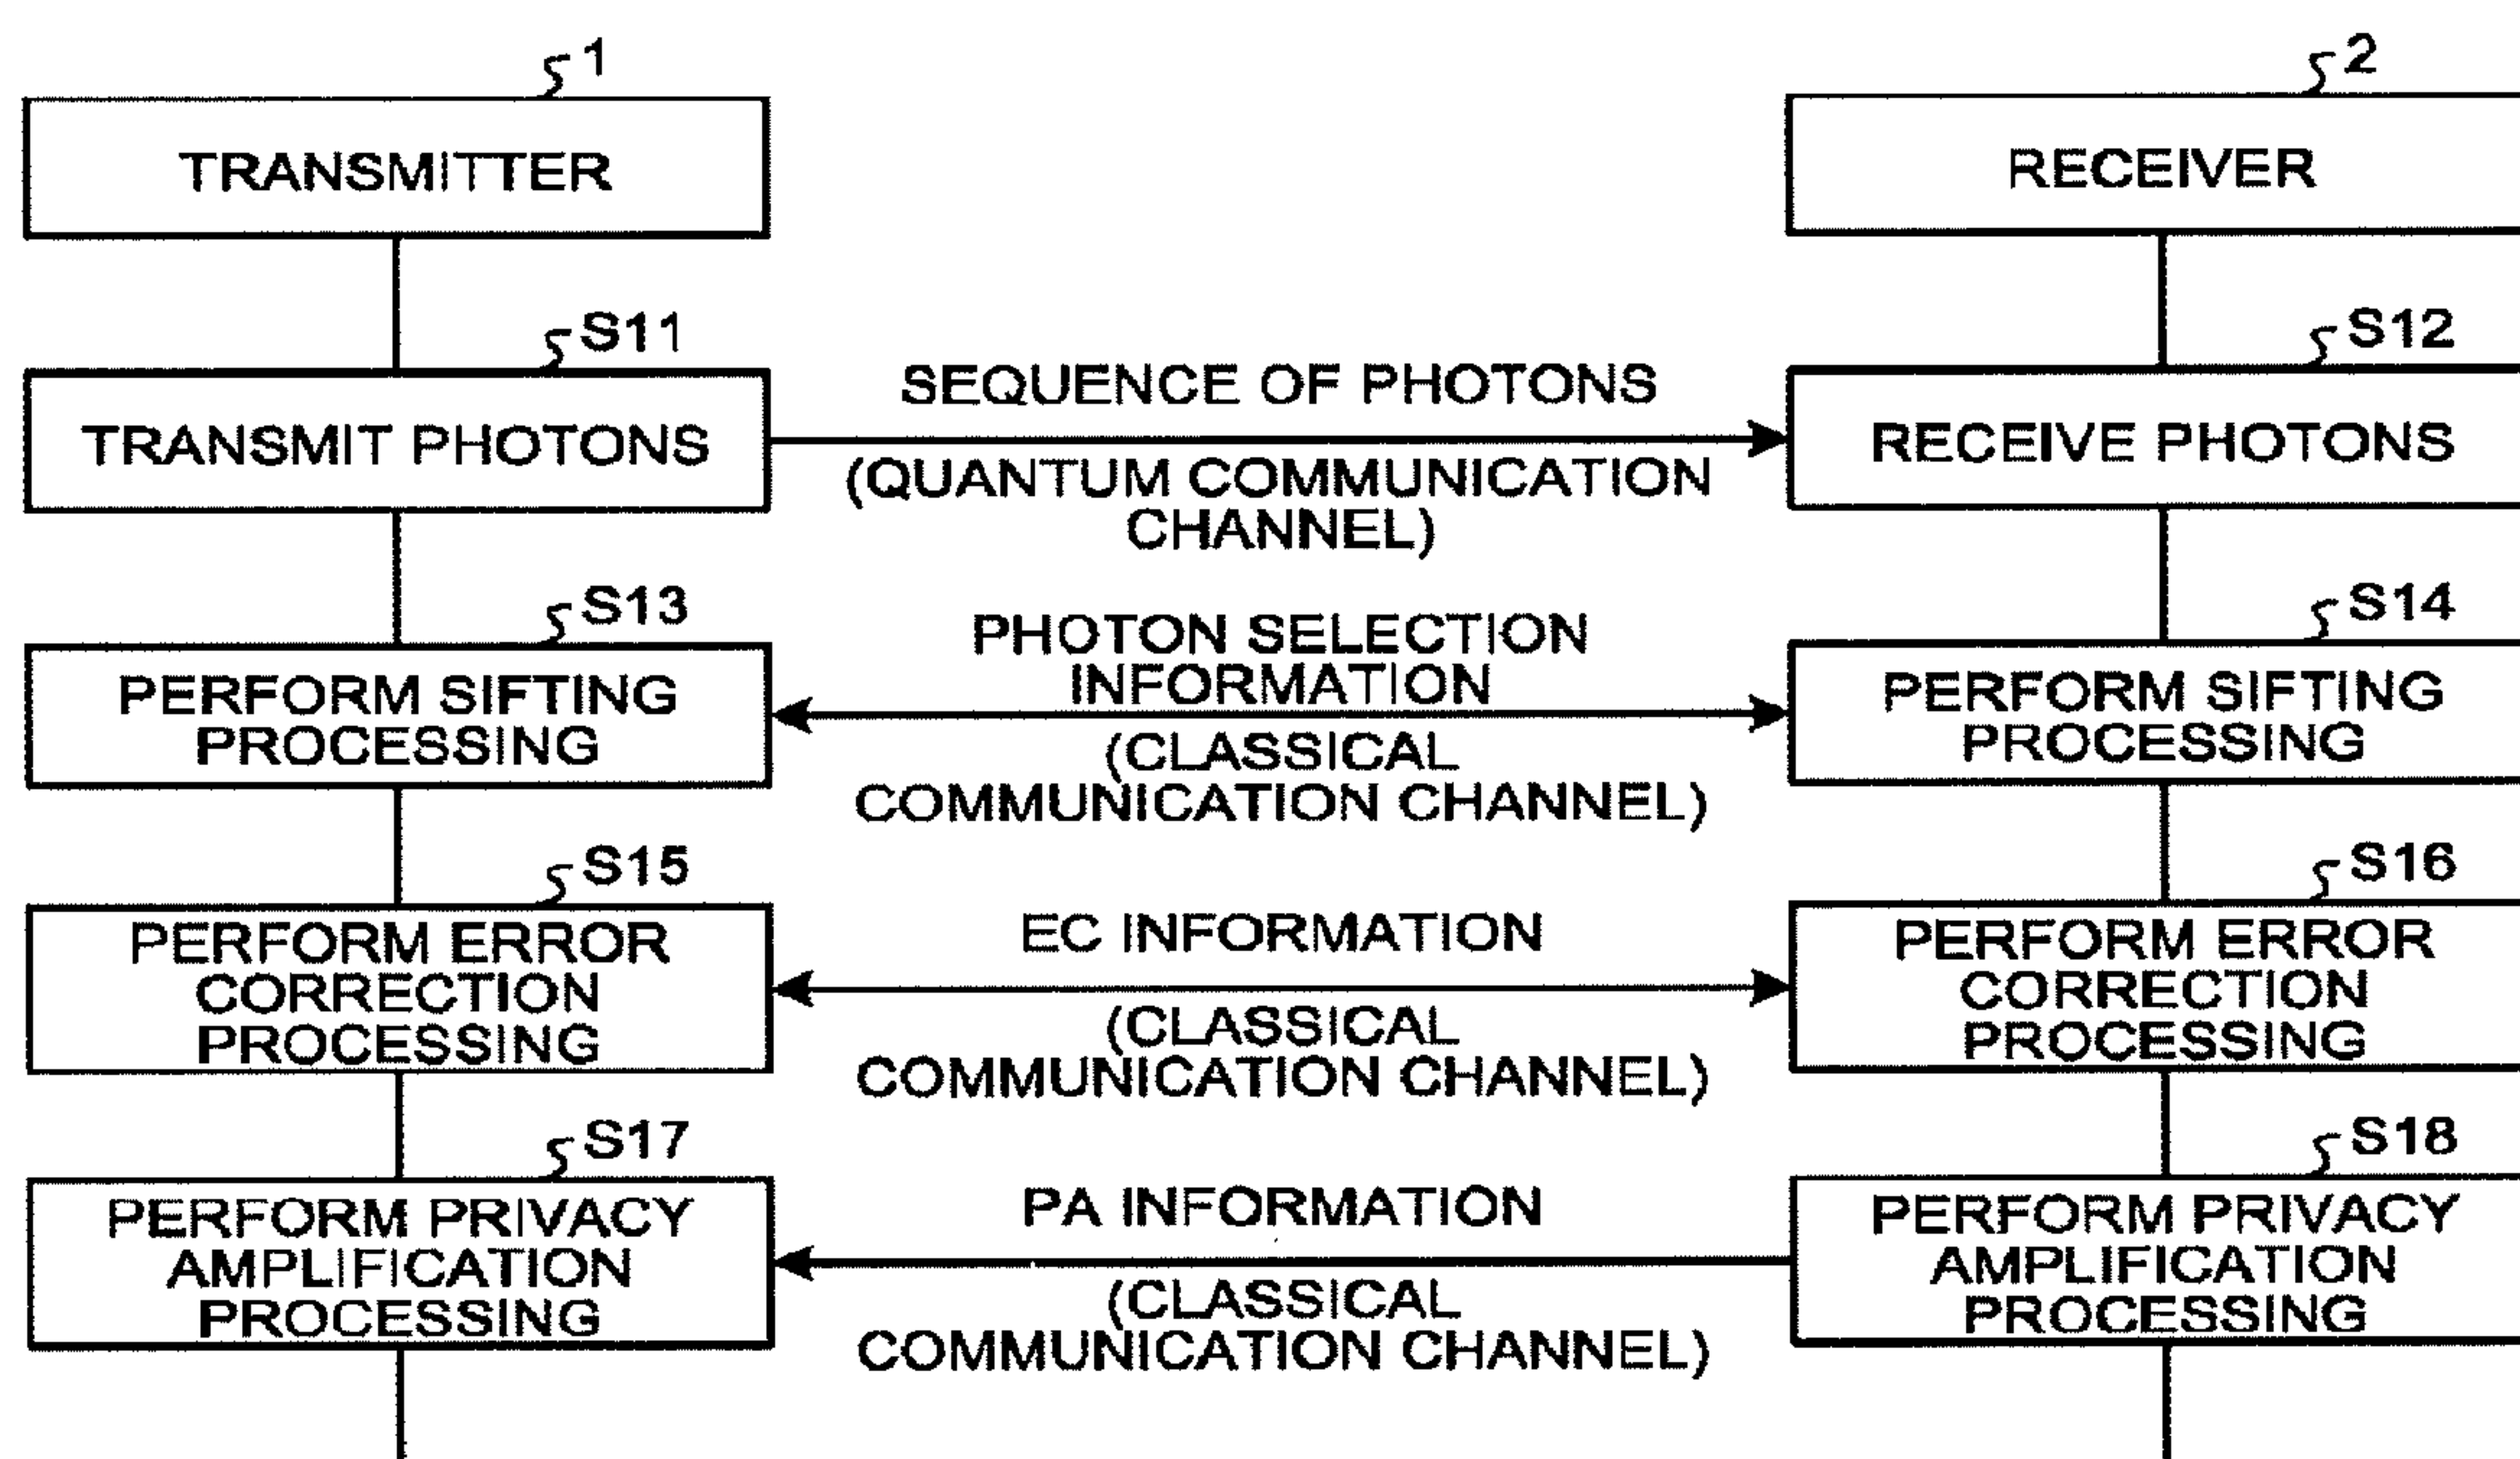 1
2
TRANSMITTER
RECEIVER
S11
S12
TRANSMIT PHOTONS
SEQUENCE OF PHOTONS
(QUANTUM COMMUNICATION
CHANNEL)
RECEIVE PHOTONS
S13
S14
PERFORM SIFTING
PROCESSING
PHOTON SELECTION
INFORMATION
(CLASSICAL
COMMUNICATION CHANNEL)
PERFORM SIFTING
PROCESSING
S15
S16
PERFORM ERROR
CORRECTION
PROCESSING
EC INFORMATION
(CLASSICAL
COMMUNICATION CHANNEL)
PERFORM ERROR
CORRECTION
PROCESSING
S17
S18
PERFORM PRIVACY
AMPLIFICATION
PROCESSING
PA INFORMATION
(CLASSICAL
COMMUNICATION CHANNEL)
PERFORM PRIVACY
AMPLIFICATION
PROCESSING